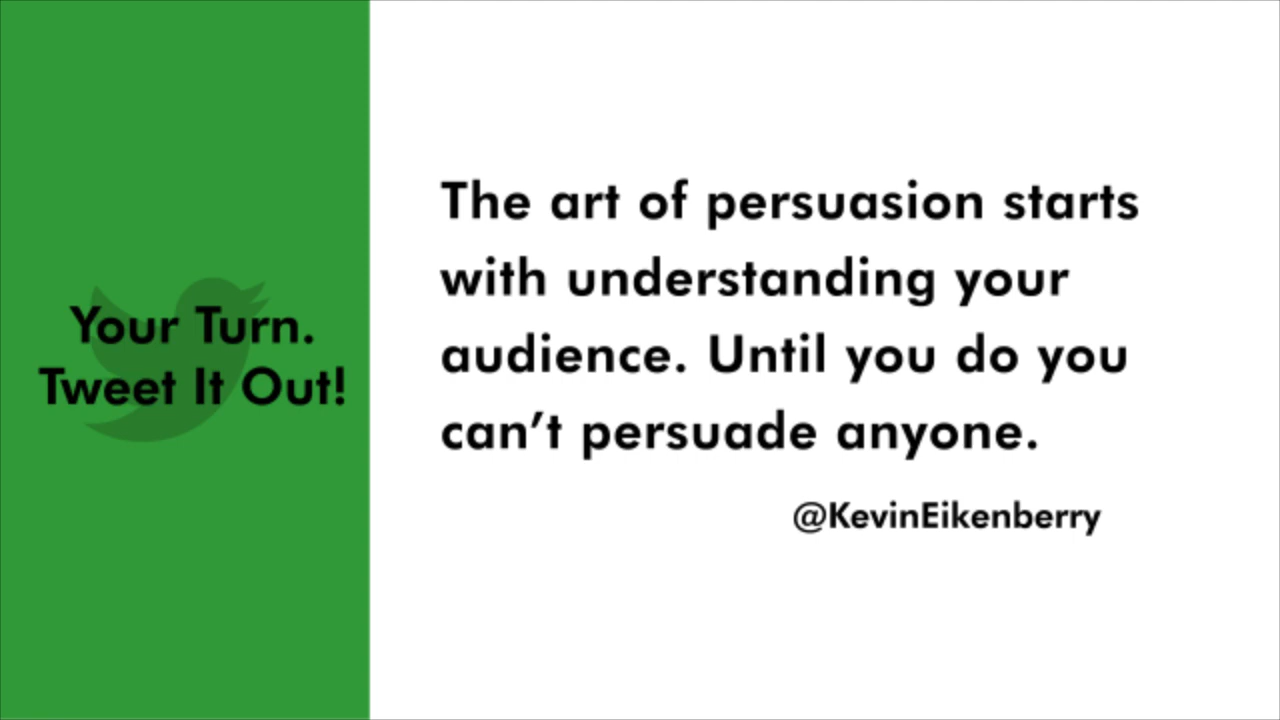 Your Turn.
Tweet It Out!
The art of persuasion starts
with understanding your
audience. Until you do you
can’t persuade anyone.
@KevinEikenberry